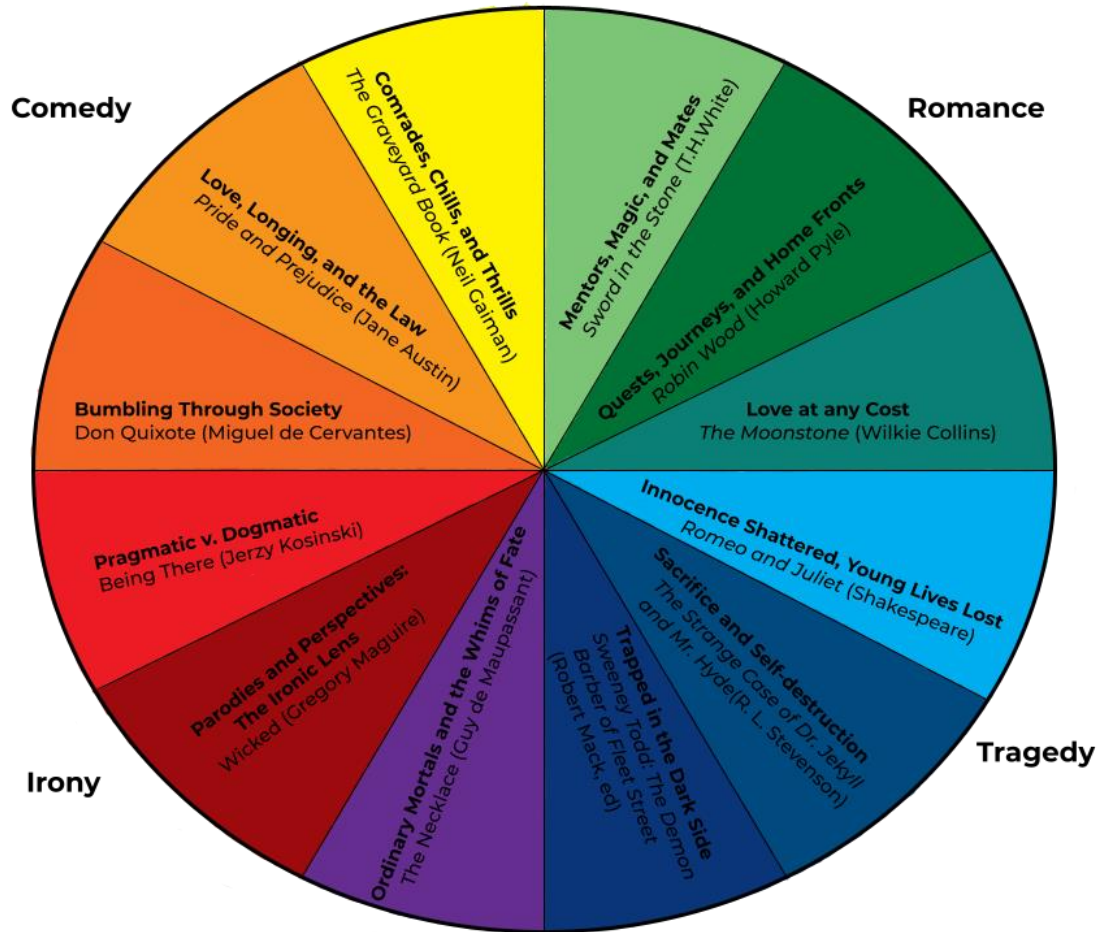 Comedy
Romance
Comrades, Chills, and Thrills
The Graveyard Book (Neil Gaiman)
Mentors, Magic, and Mates
Sword in the Stone (T.H.White)
Love, Longing, and the Law
Pride and Prejudice (Jane Austin)
Quests, Journeys, and Home Fronts
Robin Wood (Howard Pyle)
Bumbling Through Society
Don Quixote (Miguel de Cervantes)
Love at any Cost
The Moonstone (Wilkie Collins)
Pragmatic v. Dogmatic
Being There (Jerzy Kosinski)
Innocence Shattered, Young Lives Lost
Romeo and Juliet (Shakespeare)
Parodies and Perspectives:
The Ironic Lens
Wicked (Gregory Maguire)
Ordinary Mortals and the Whims of Fate
The Necklace (Guy de Maupassant)
Trapped in the Dark Side
Sweeney Todd: The Demon
Barber of Fleet Street
(Robert Mack, ed)
Sacrifice and Self-destruction
The Strange Case of Dr. Jekyll
and Mr. Hyde(R. L. Stevenson)
Irony
Tragedy